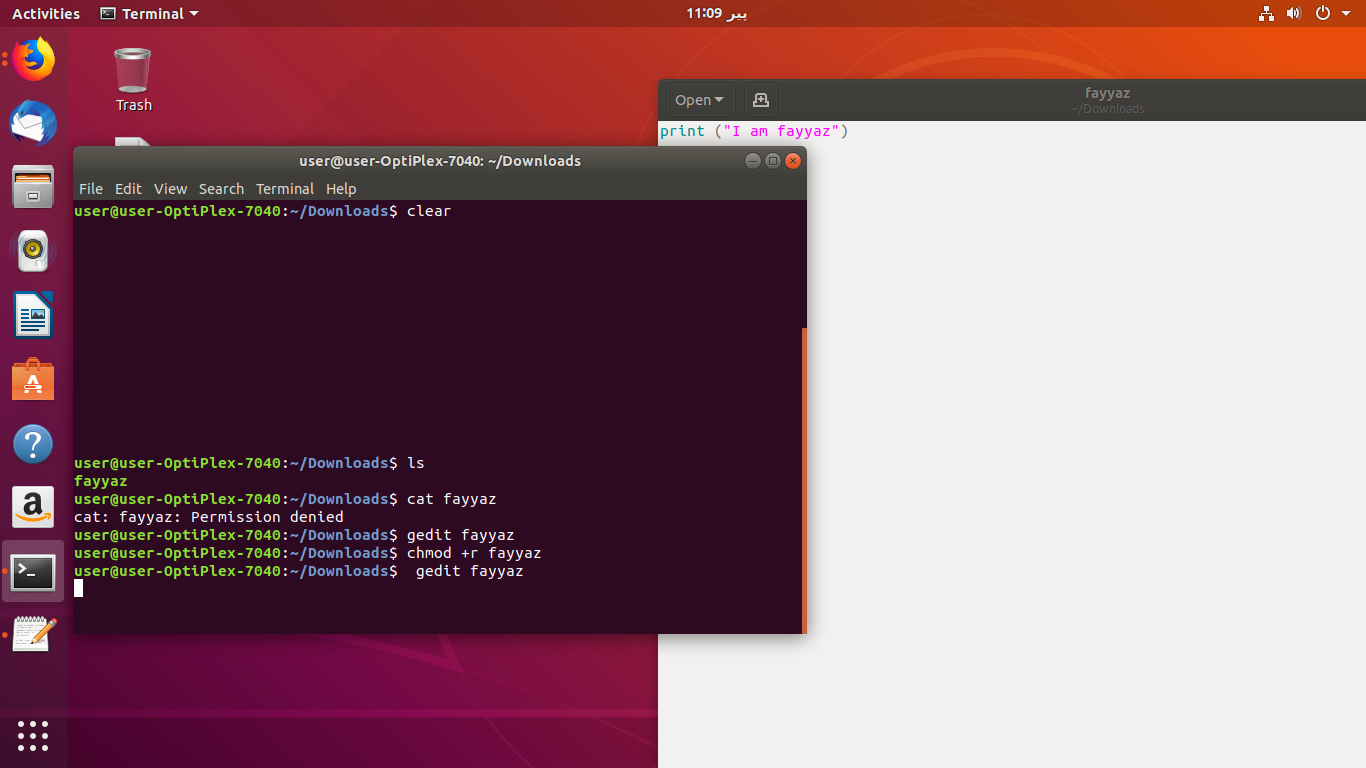 Activities Terminal 11:09 پیر
Trash
Open fayyaz
~/Downloads
print ("I am fayyaz")
user@user-OptiPlex-7040: ~/Downloads
File Edit View Search Terminal Help
user@user-OptiPlex-7040:~/Downloads$ clear
user@user-OptiPlex-7040:~/Downloads$ ls
fayyaz
user@user-OptiPlex-7040:~/Downloads$ cat fayyaz
cat: fayyaz: Permission denied
user@user-OptiPlex-7040:~/Downloads$ gedit fayyaz
user@user-OptiPlex-7040:~/Downloads$ chmod +r fayyaz
user@user-OptiPlex-7040:~/Downloads$  gedit fayyaz